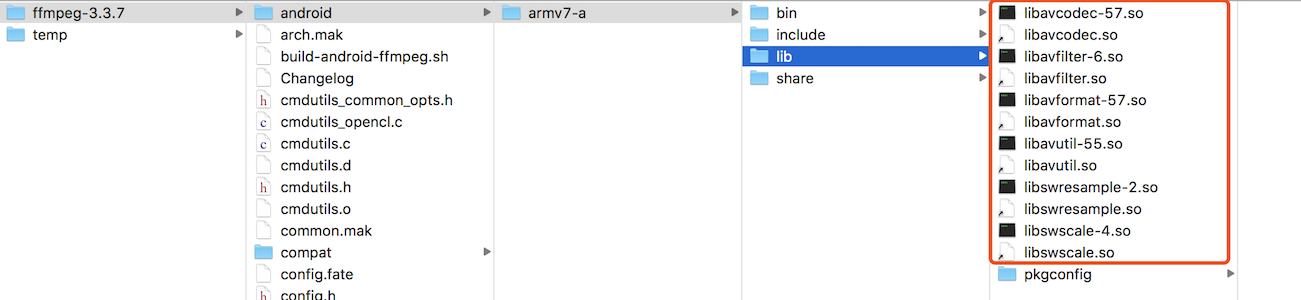 ffmpeg-3.3.7
temp
android
arch.mak
build-android-ffmpeg.sh
Changelog
cmdutils_common_opts.h
cmdutils_opencl.c
cmdutils.c
cmdutils.d
cmdutils.h
cmdutils.o
common.mak
compat
config.fate
config.h
armv7-a
bin
include
lib
share
libavcodec-57.so
libavcodec.so
libavfilter-6.so
libavfilter.so
libavformat-57.so
libavformat.so
libavutil-55.so
libavutil.so
libswresample-2.so
libswresample.so
libswscale-4.so
libswscale.so
pkgconfig